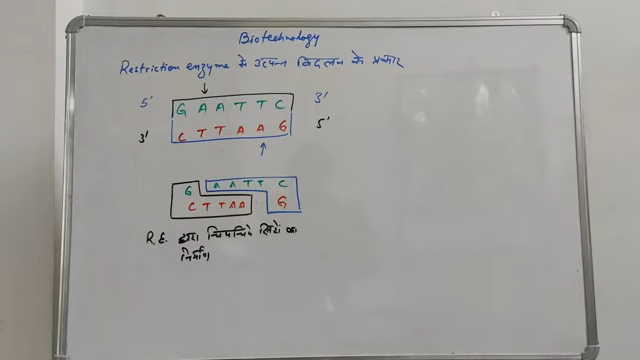 Biotechnology
Restriction enzyme से उत्पन्न विदलन के प्रकार
5' G A A T T C 3'
3' C T T A A G 5'
G A A T T C
C T T A A G
R.E. द्वारा चिपचिपे सिरों का
निर्माण